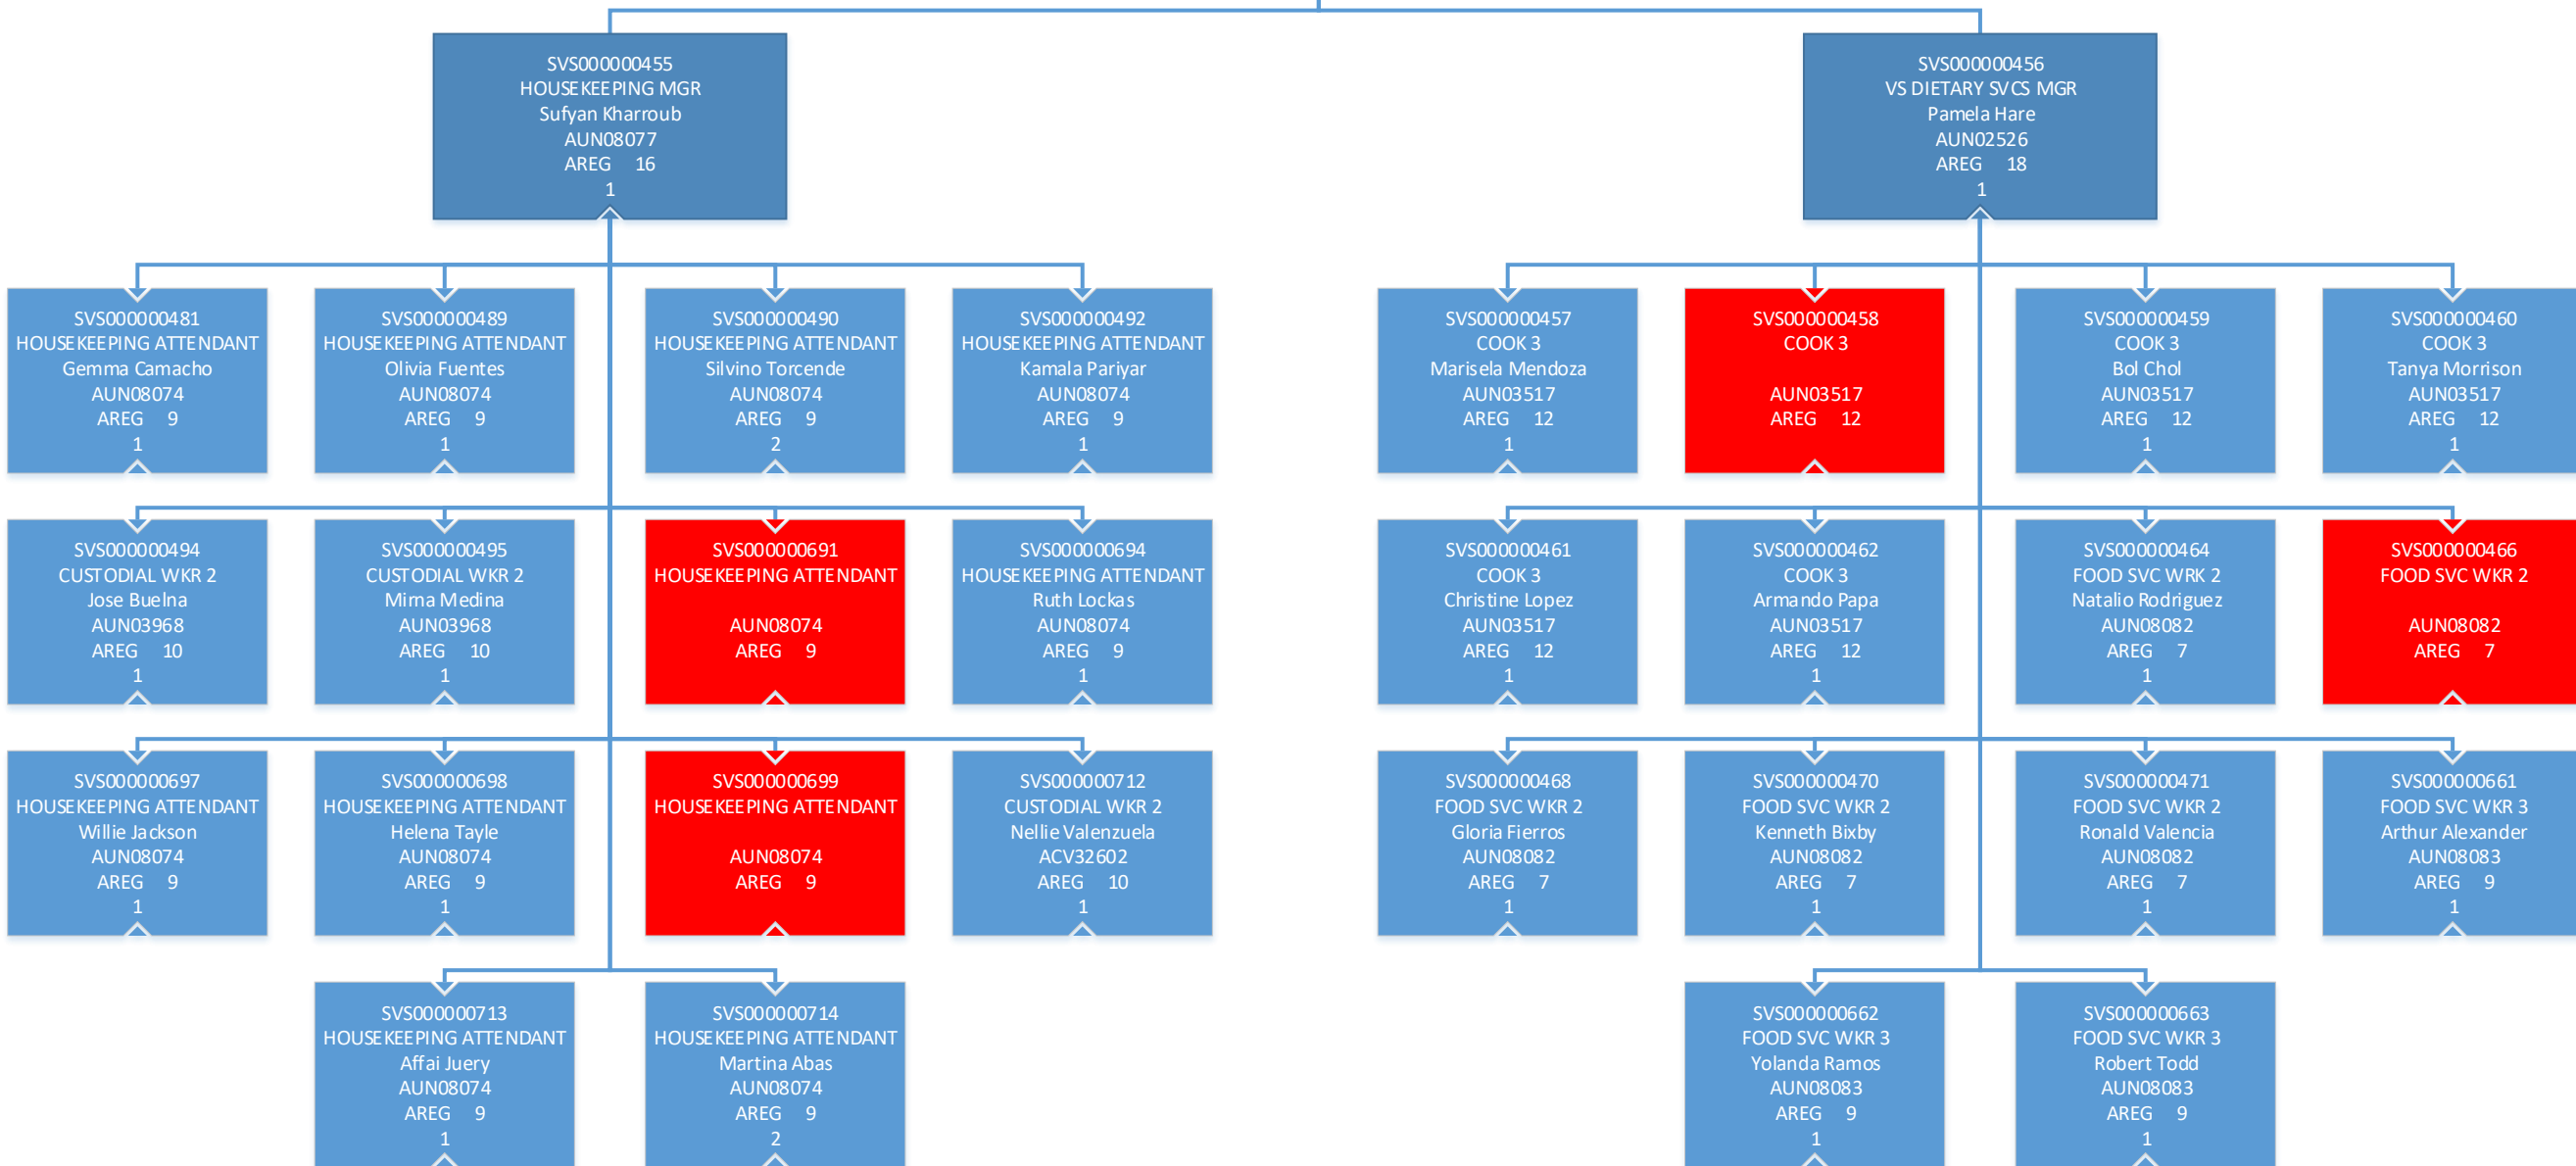 SVS000000455
HOUSEKEEPING MGR
Sufyan Kharroub
AUN08077
AREG 16
1
SVS000000456
VS DIETARY SVCS MGR
Pamela Hare
AUN02526
AREG 18
1
SVS000000481
HOUSEKEEPING ATTENDANT
Gemma Camacho
AUN08074
AREG 9
1
SVS000000489
HOUSEKEEPING ATTENDANT
Olivia Fuentes
AUN08074
AREG 9
1
SVS000000490
HOUSEKEEPING ATTENDANT
Silvino Torcende
AUN08074
AREG 9
2
SVS000000492
HOUSEKEEPING ATTENDANT
Kamala Pariyar
AUN08074
AREG 9
1
SVS000000457
COOK 3
Marisela Mendoza
AUN03517
AREG 12
1
SVS000000458
COOK 3
AUN03517
AREG 12
SVS000000459
COOK 3
Bol Chol
AUN03517
AREG 12
1
SVS000000460
COOK 3
Tanya Morrison
AUN03517
AREG 12
1
SVS000000494
CUSTODIAL WKR 2
Jose Buelna
AUN03968
AREG 10
1
SVS000000495
CUSTODIAL WKR 2
Mirna Medina
AUN03968
AREG 10
1
SVS000000691
HOUSEKEEPING ATTENDANT
AUN08074
AREG 9
SVS000000694
HOUSEKEEPING ATTENDANT
Ruth Lockas
AUN08074
AREG 9
1
SVS000000461
COOK 3
Christine Lopez
AUN03517
AREG 12
1
SVS000000462
COOK 3
Armando Papa
AUN03517
AREG 12
1
SVS000000464
FOOD SVC WRK 2
Natalio Rodriguez
AUN08082
AREG 7
1
SVS000000466
FOOD SVC WKR 2
AUN08082
AREG 7
SVS000000697
HOUSEKEEPING ATTENDANT
Willie Jackson
AUN08074
AREG 9
1
SVS000000698
HOUSEKEEPING ATTENDANT
Helena Tayle
AUN08074
AREG 9
1
SVS000000699
HOUSEKEEPING ATTENDANT
AUN08074
AREG 9
SVS000000712
CUSTODIAL WKR 2
Nellie Valenzuela
ACV32602
AREG 10
1
SVS000000468
FOOD SVC WKR 2
Gloria Fierros
AUN08082
AREG 7
1
SVS000000470
FOOD SVC WKR 2
Kenneth Bixby
AUN08082
AREG 7
1
SVS000000471
FOOD SVC WKR 2
Ronald Valencia
AUN08082
AREG 7
1
SVS000000661
FOOD SVC WKR 3
Arthur Alexander
AUN08083
AREG 9
1
SVS000000713
HOUSEKEEPING ATTENDANT
Affai Juery
AUN08074
AREG 9
1
SVS000000714
HOUSEKEEPING ATTENDANT
Martina Abas
AUN08074
AREG 9
2
SVS000000662
FOOD SVC WKR 3
Yolanda Ramos
AUN08083
AREG 9
1
SVS000000663
FOOD SVC WKR 3
Robert Todd
AUN08083
AREG 9
1